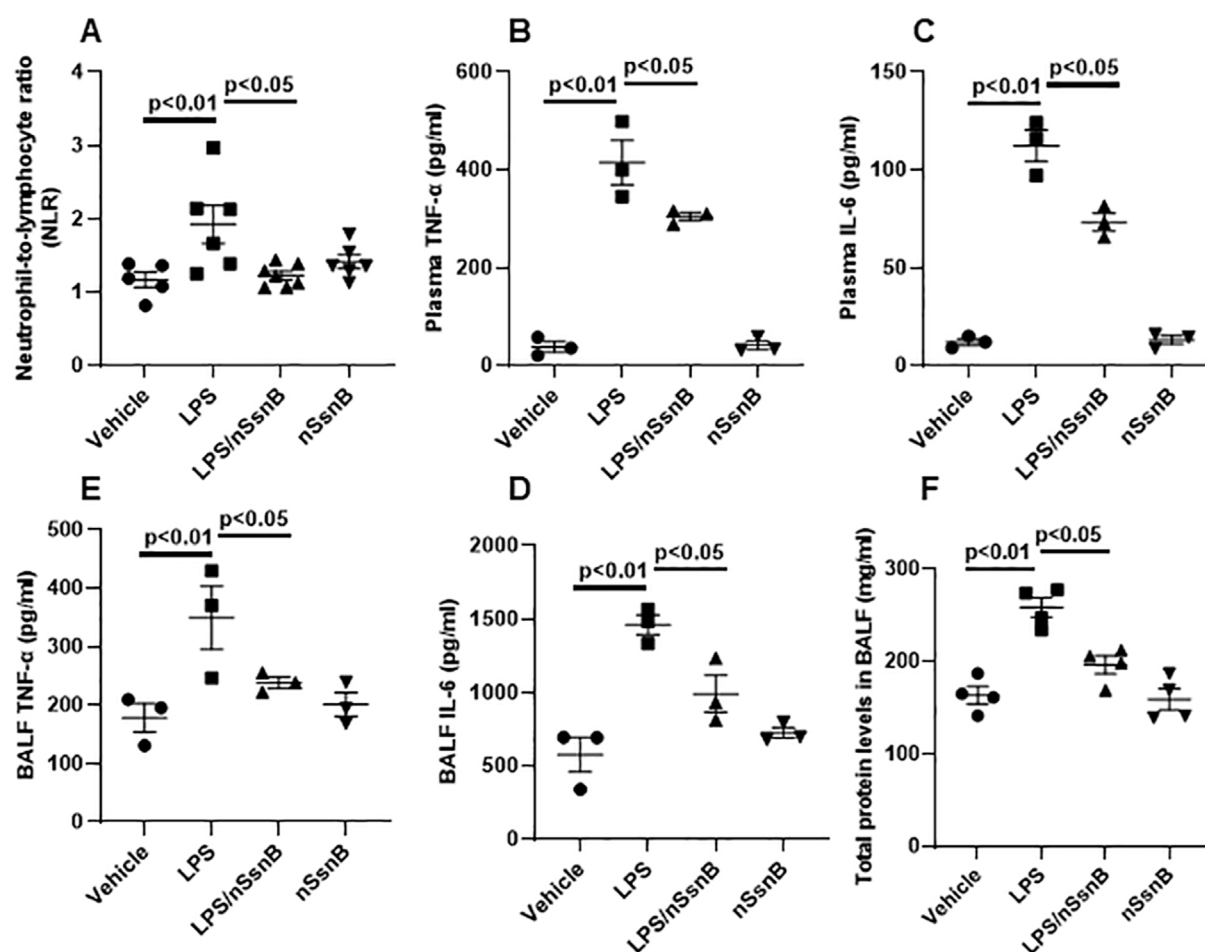 A
Neutrophil-to-lymphocyte ratio
(NLR)
4
3
2
1
0
p<0.01
p<0.05
Vehicle
LPS
LPS/nSsnB
nSsnB
B
Plasma TNF-α (pg/ml)
600
400
200
0
p<0.01
p<0.05
Vehicle
LPS
LPS/nSsnB
nSsnB
C
Plasma IL-6 (pg/ml)
150
100
50
0
p<0.01
p<0.05
Vehicle
LPS
LPS/nSsnB
nSsnB
E
BALF TNF-α (pg/ml)
500
400
300
200
100
0
p<0.01
p<0.05
Vehicle
LPS
LPS/nSsnB
nSsnB
D
BALF IL-6 (pg/ml)
2000
1500
1000
500
0
p<0.01
p<0.05
Vehicle
LPS
LPS/nSsnB
nSsnB
F
Total protein levels in BALF (mg/ml)
300
200
100
0
p<0.01
p<0.05
Vehicle
LPS
LPS/nSsnB
nSsnB